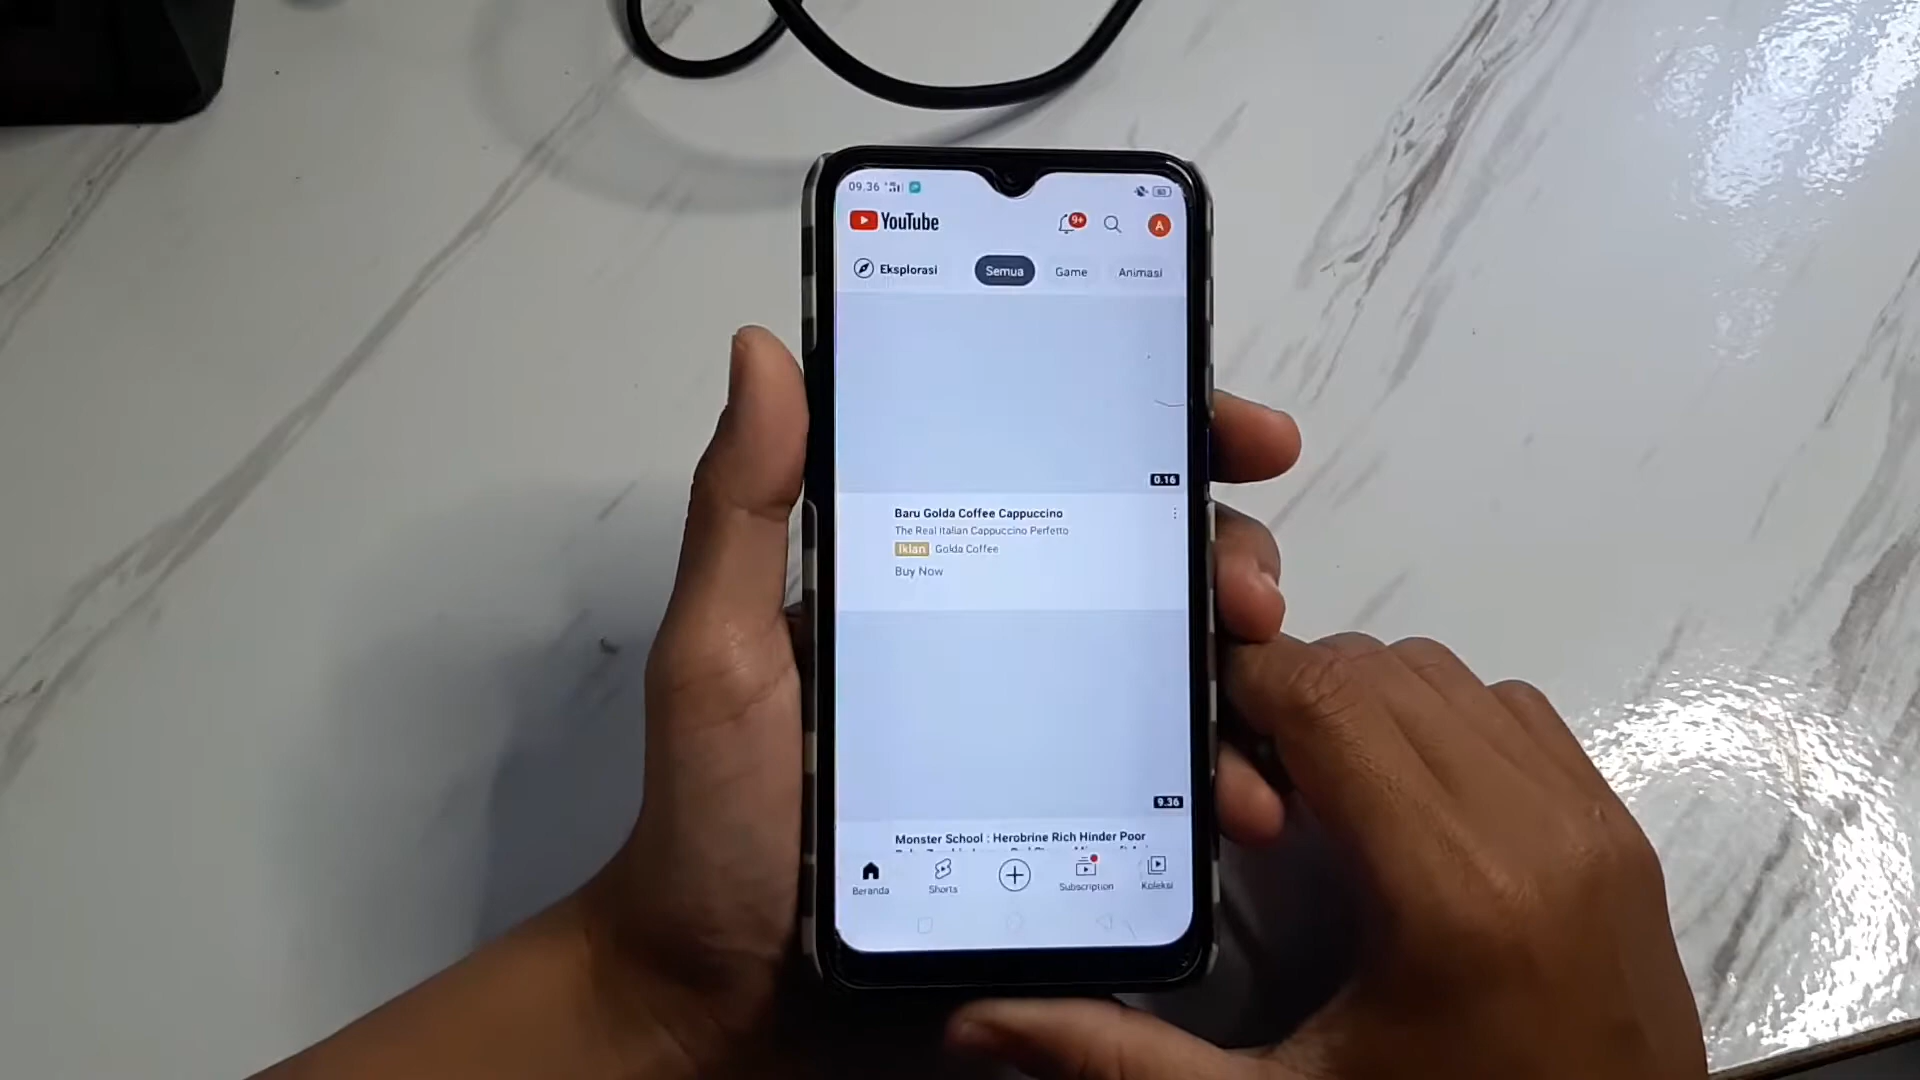 09.36
YouTube
9+
A
Eksplorasi
Semua
Game
Animasi
0.16
Baru Golda Coffee Cappuccino
The Real Italian Cappuccino Perfetto
Iklan Golda Coffee
Buy Now
9.36
Monster School : Herobrine Rich Hinder Poor
Beranda
Shorts
Subscription
Koleksi